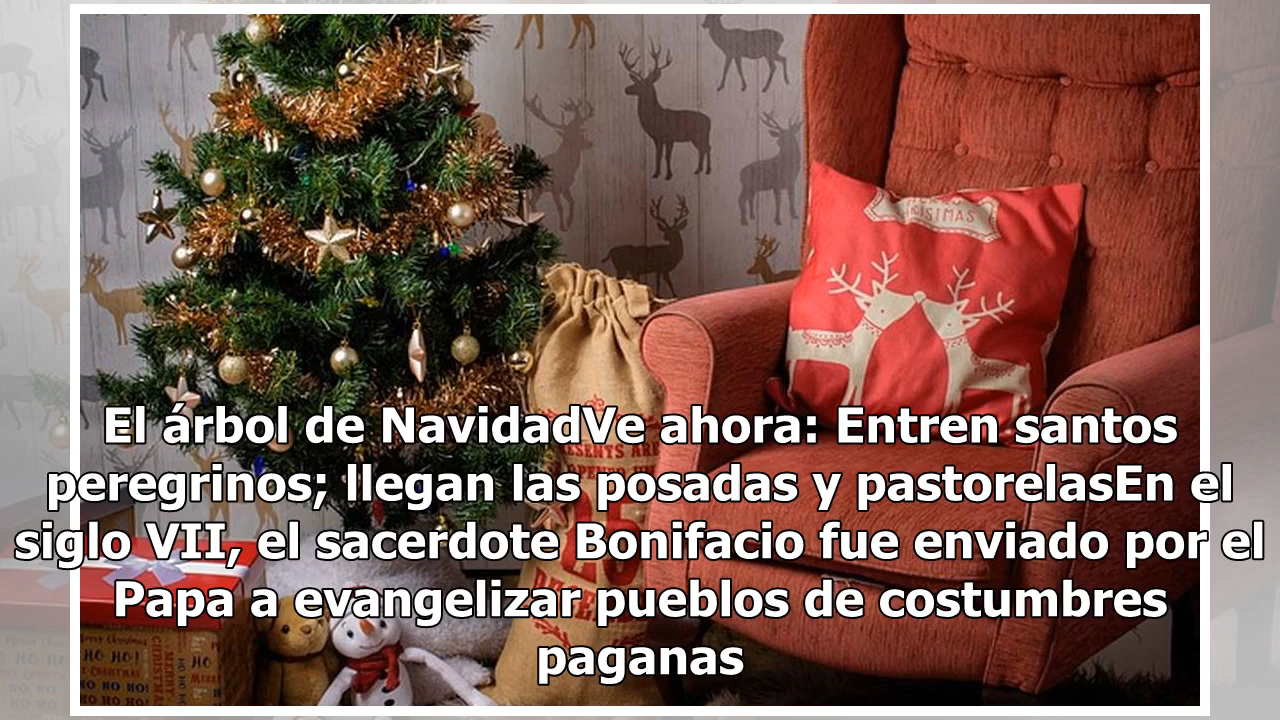 El árbol de NavidadVe ahora: Entren santos
peregrinos; llegan las posadas y pastorelasEn el
siglo VII, el sacerdote Bonifacio fue enviado por el
Papa a evangelizar pueblos de costumbres
paganas